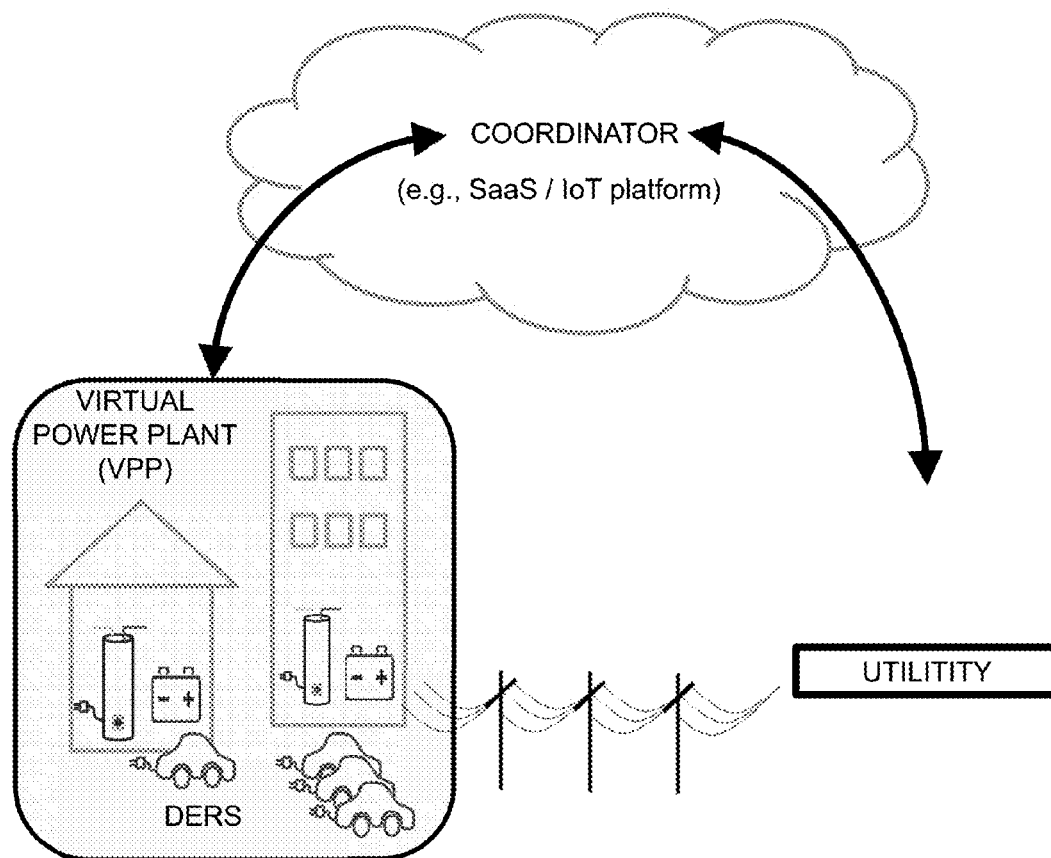 COORDINATOR
(e.g., SaaS / IoT platform)
VIRTUAL
POWER PLANT
(VPP)
- +
- +
DERS
UTILITITY